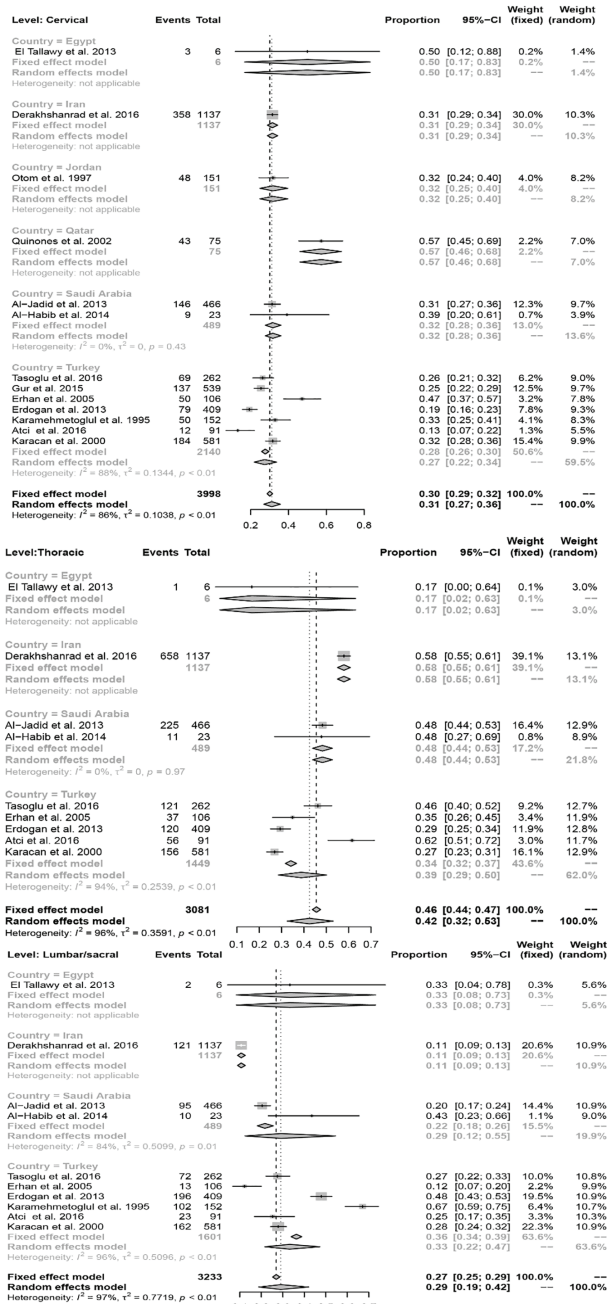 Level: Cervical Events Total Proportion 95%−CI Weight (fixed) Weight (random)
Country = Egypt
El Tallawy et al. 2013 3 6 0.50 [0.12; 0.88] 0.2% 1.4%
Fixed effect model 6 0.50 [0.17; 0.83] 0.2% −−
Random effects model 0.50 [0.17; 0.83] −− 1.4%
Heterogeneity: not applicable
Country = Iran
Derakhshanrad et al. 2016 358 1137 0.31 [0.29; 0.34] 30.0% 10.3%
Fixed effect model 1137 0.31 [0.29; 0.34] 30.0% −−
Random effects model 0.31 [0.29; 0.34] −− 10.3%
Heterogeneity: not applicable
Country = Jordan
Otom et al. 1997 48 151 0.32 [0.24; 0.40] 4.0% 8.2%
Fixed effect model 151 0.32 [0.25; 0.40] 4.0% −−
Random effects model 0.32 [0.25; 0.40] −− 8.2%
Heterogeneity: not applicable
Country = Qatar
Quinones et al. 2002 43 75 0.57 [0.45; 0.69] 2.2% 7.0%
Fixed effect model 75 0.57 [0.46; 0.68] 2.2% −−
Random effects model 0.57 [0.46; 0.68] −− 7.0%
Heterogeneity: not applicable
Country = Saudi Arabia
Al−Jadid et al. 2013 146 466 0.31 [0.27; 0.36] 12.3% 9.7%
Al−Habib et al. 2014 9 23 0.39 [0.20; 0.61] 0.7% 3.9%
Fixed effect model 489 0.32 [0.28; 0.36] 13.0% −−
Random effects model 0.32 [0.28; 0.36] −− 13.6%
Heterogeneity: I² = 0%, τ² = 0, p = 0.43
Country = Turkey
Tasoglu et al. 2016 69 262 0.26 [0.21; 0.32] 6.2% 9.0%
Gur et al. 2015 137 539 0.25 [0.22; 0.29] 12.5% 9.7%
Erhan et al. 2005 50 106 0.47 [0.37; 0.57] 3.2% 7.8%
Erdogan et al. 2013 79 409 0.19 [0.16; 0.23] 7.8% 9.3%
Karamehmetoglul et al. 1995 50 152 0.33 [0.25; 0.41] 4.1% 8.3%
Atci et al. 2016 12 91 0.13 [0.07; 0.22] 1.3% 5.5%
Karacan et al. 2000 184 581 0.32 [0.28; 0.36] 15.4% 9.9%
Fixed effect model 2140 0.28 [0.26; 0.30] 50.6% −−
Random effects model 0.27 [0.22; 0.34] −− 59.5%
Heterogeneity: I² = 88%, τ² = 0.1344, p < 0.01
Fixed effect model 3998 0.30 [0.29; 0.32] 100.0% −−
Random effects model 0.31 [0.27; 0.36] −− 100.0%
Heterogeneity: I² = 86%, τ² = 0.1038, p < 0.01
0.2 0.4 0.6 0.8
Level:Thoracic Events Total Proportion 95%−CI Weight (fixed) Weight (random)
Country = Egypt
El Tallawy et al. 2013 1 6 0.17 [0.00; 0.64] 0.1% 3.0%
Fixed effect model 6 0.17 [0.02; 0.63] 0.1% −−
Random effects model 0.17 [0.02; 0.63] −− 3.0%
Heterogeneity: not applicable
Country = Iran
Derakhshanrad et al. 2016 658 1137 0.58 [0.55; 0.61] 39.1% 13.1%
Fixed effect model 1137 0.58 [0.55; 0.61] 39.1% −−
Random effects model 0.58 [0.55; 0.61] −− 13.1%
Heterogeneity: not applicable
Country = Saudi Arabia
Al−Jadid et al. 2013 225 466 0.48 [0.44; 0.53] 16.4% 12.9%
Al−Habib et al. 2014 11 23 0.48 [0.27; 0.69] 0.8% 8.9%
Fixed effect model 489 0.48 [0.44; 0.53] 17.2% −−
Random effects model 0.48 [0.44; 0.53] −− 21.8%
Heterogeneity: I² = 0%, τ² = 0, p = 0.97
Country = Turkey
Tasoglu et al. 2016 121 262 0.46 [0.40; 0.52] 9.2% 12.7%
Erhan et al. 2005 37 106 0.35 [0.26; 0.45] 3.4% 11.9%
Erdogan et al. 2013 120 409 0.29 [0.25; 0.34] 11.9% 12.8%
Atci et al. 2016 56 91 0.62 [0.51; 0.72] 3.0% 11.7%
Karacan et al. 2000 156 581 0.27 [0.23; 0.31] 16.1% 12.9%
Fixed effect model 1449 0.34 [0.32; 0.37] 43.6% −−
Random effects model 0.39 [0.29; 0.50] −− 62.0%
Heterogeneity: I² = 94%, τ² = 0.2539, p < 0.01
Fixed effect model 3081 0.46 [0.44; 0.47] 100.0% −−
Random effects model 0.42 [0.32; 0.53] −− 100.0%
Heterogeneity: I² = 96%, τ² = 0.3591, p < 0.01
0.1 0.2 0.3 0.4 0.5 0.6 0.7
Level: Lumbar/sacral Events Total Proportion 95%−CI Weight (fixed) Weight (random)
Country = Egypt
El Tallawy et al. 2013 2 6 0.33 [0.04; 0.78] 0.3% 5.6%
Fixed effect model 6 0.33 [0.08; 0.73] 0.3% −−
Random effects model 0.33 [0.08; 0.73] −− 5.6%
Heterogeneity: not applicable
Country = Iran
Derakhshanrad et al. 2016 121 1137 0.11 [0.09; 0.13] 20.6% 10.9%
Fixed effect model 1137 0.11 [0.09; 0.13] 20.6% −−
Random effects model 0.11 [0.09; 0.13] −− 10.9%
Heterogeneity: not applicable
Country = Saudi Arabia
Al−Jadid et al. 2013 95 466 0.20 [0.17; 0.24] 14.4% 10.9%
Al−Habib et al. 2014 10 23 0.43 [0.23; 0.66] 1.1% 9.0%
Fixed effect model 489 0.22 [0.18; 0.26] 15.5% −−
Random effects model 0.29 [0.12; 0.55] −− 19.9%
Heterogeneity: I² = 84%, τ² = 0.5099, p = 0.01
Country = Turkey
Tasoglu et al. 2016 72 262 0.27 [0.22; 0.33] 10.0% 10.8%
Erhan et al. 2005 13 106 0.12 [0.07; 0.20] 2.2% 9.9%
Erdogan et al. 2013 196 409 0.48 [0.43; 0.53] 19.5% 10.9%
Karamehmetoglul et al. 1995 102 152 0.67 [0.59; 0.75] 6.4% 10.7%
Atci et al. 2016 23 91 0.25 [0.17; 0.35] 3.3% 10.3%
Karacan et al. 2000 162 581 0.28 [0.24; 0.32] 22.3% 10.9%
Fixed effect model 1601 0.36 [0.34; 0.39] 63.6% −−
Random effects model 0.33 [0.22; 0.47] −− 63.6%
Heterogeneity: I² = 96%, τ² = 0.5096, p < 0.01
Fixed effect model 3233 0.27 [0.25; 0.29] 100.0% −−
Random effects model 0.29 [0.19; 0.42] −− 100.0%
Heterogeneity: I² = 97%, τ² = 0.7719, p < 0.01